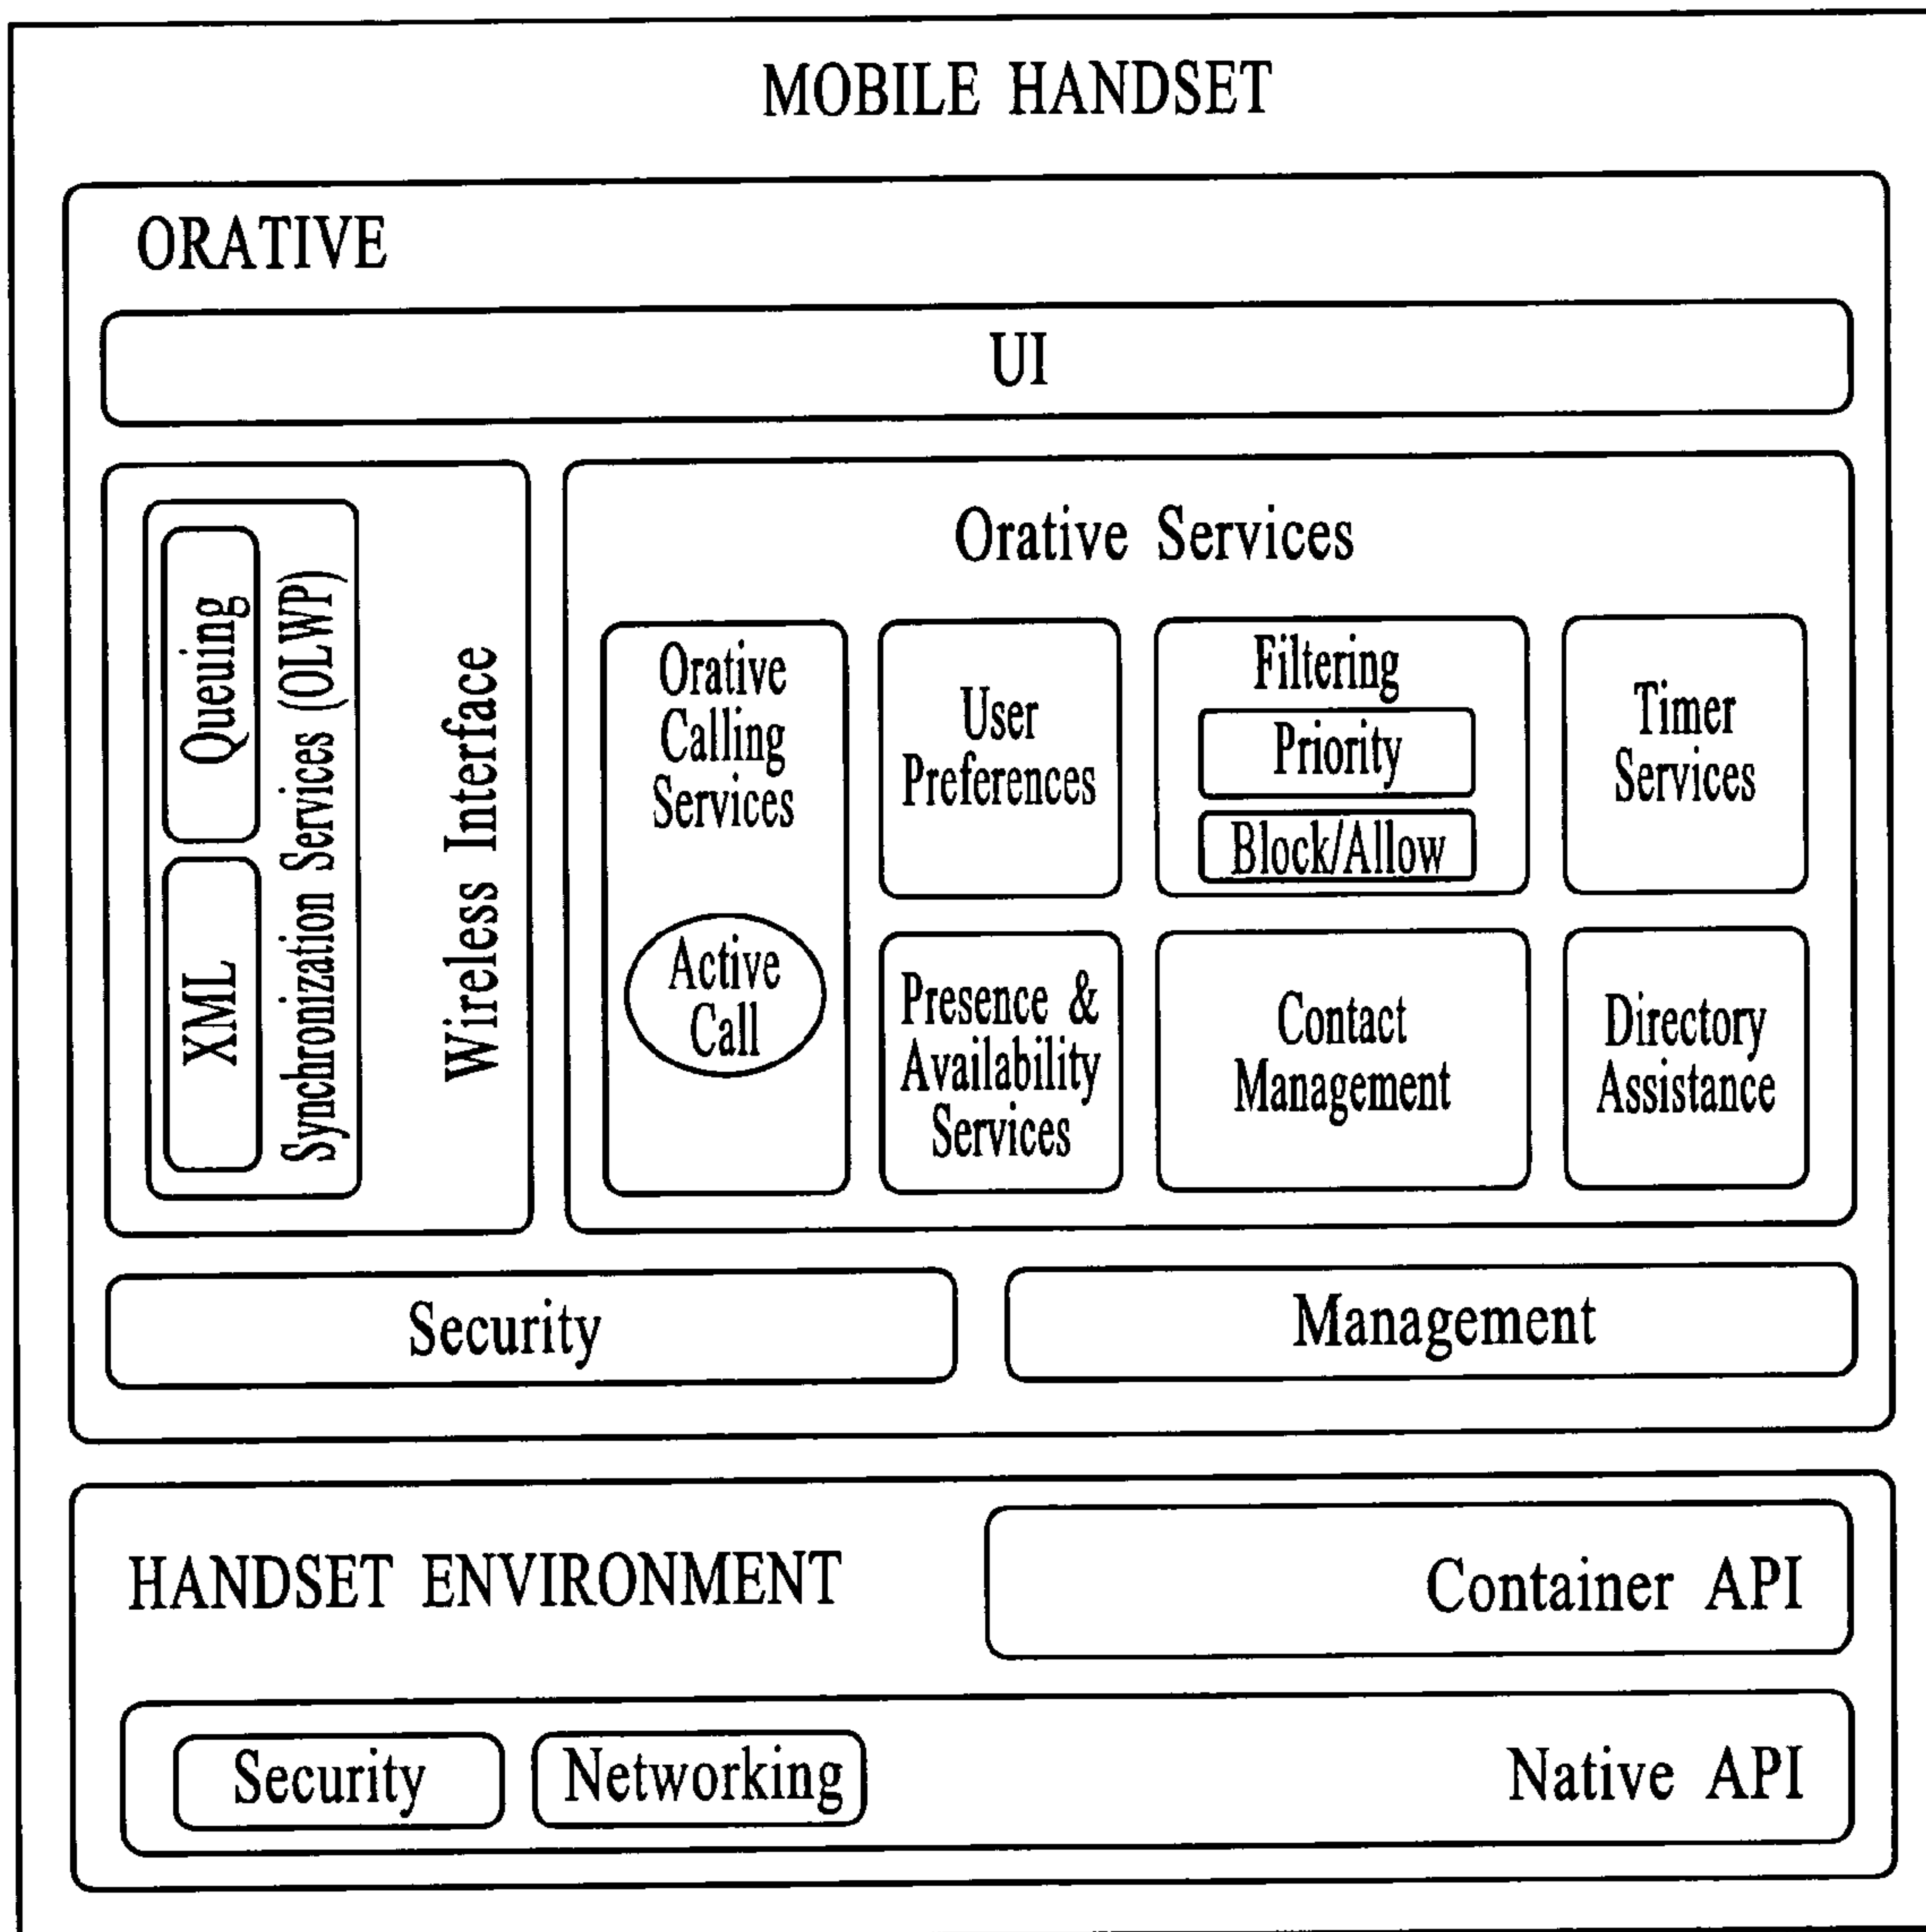 MOBILE HANDSET
ORATIVE
UI
Queuing
XML
Synchronization Services (OLWP)
Wireless Interface
Orative Services
Orative
Calling
Services
Active
Call
User
Preferences
Filtering
Priority
Block/Allow
Timer
Services
Presence &
Availability
Services
Contact
Management
Directory
Assistance
Security
Management
HANDSET ENVIRONMENT
Container API
Security
Networking
Native API